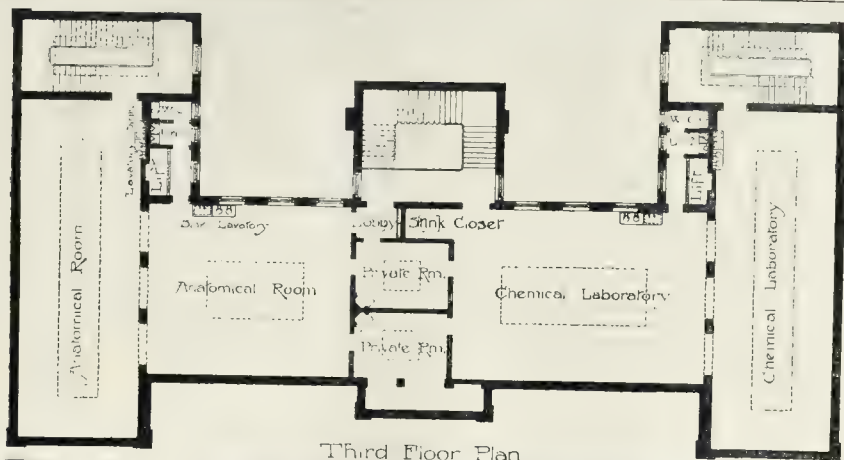 W.C.
Lift
Lavatory
Sink Lavatory
Lobby
Stink Closet
Lift
Private Rm.
Anatomical Room
Anatomical Room
Chemical Laboratory
Chemical Laboratory
Private Rm.
Third Floor Plan